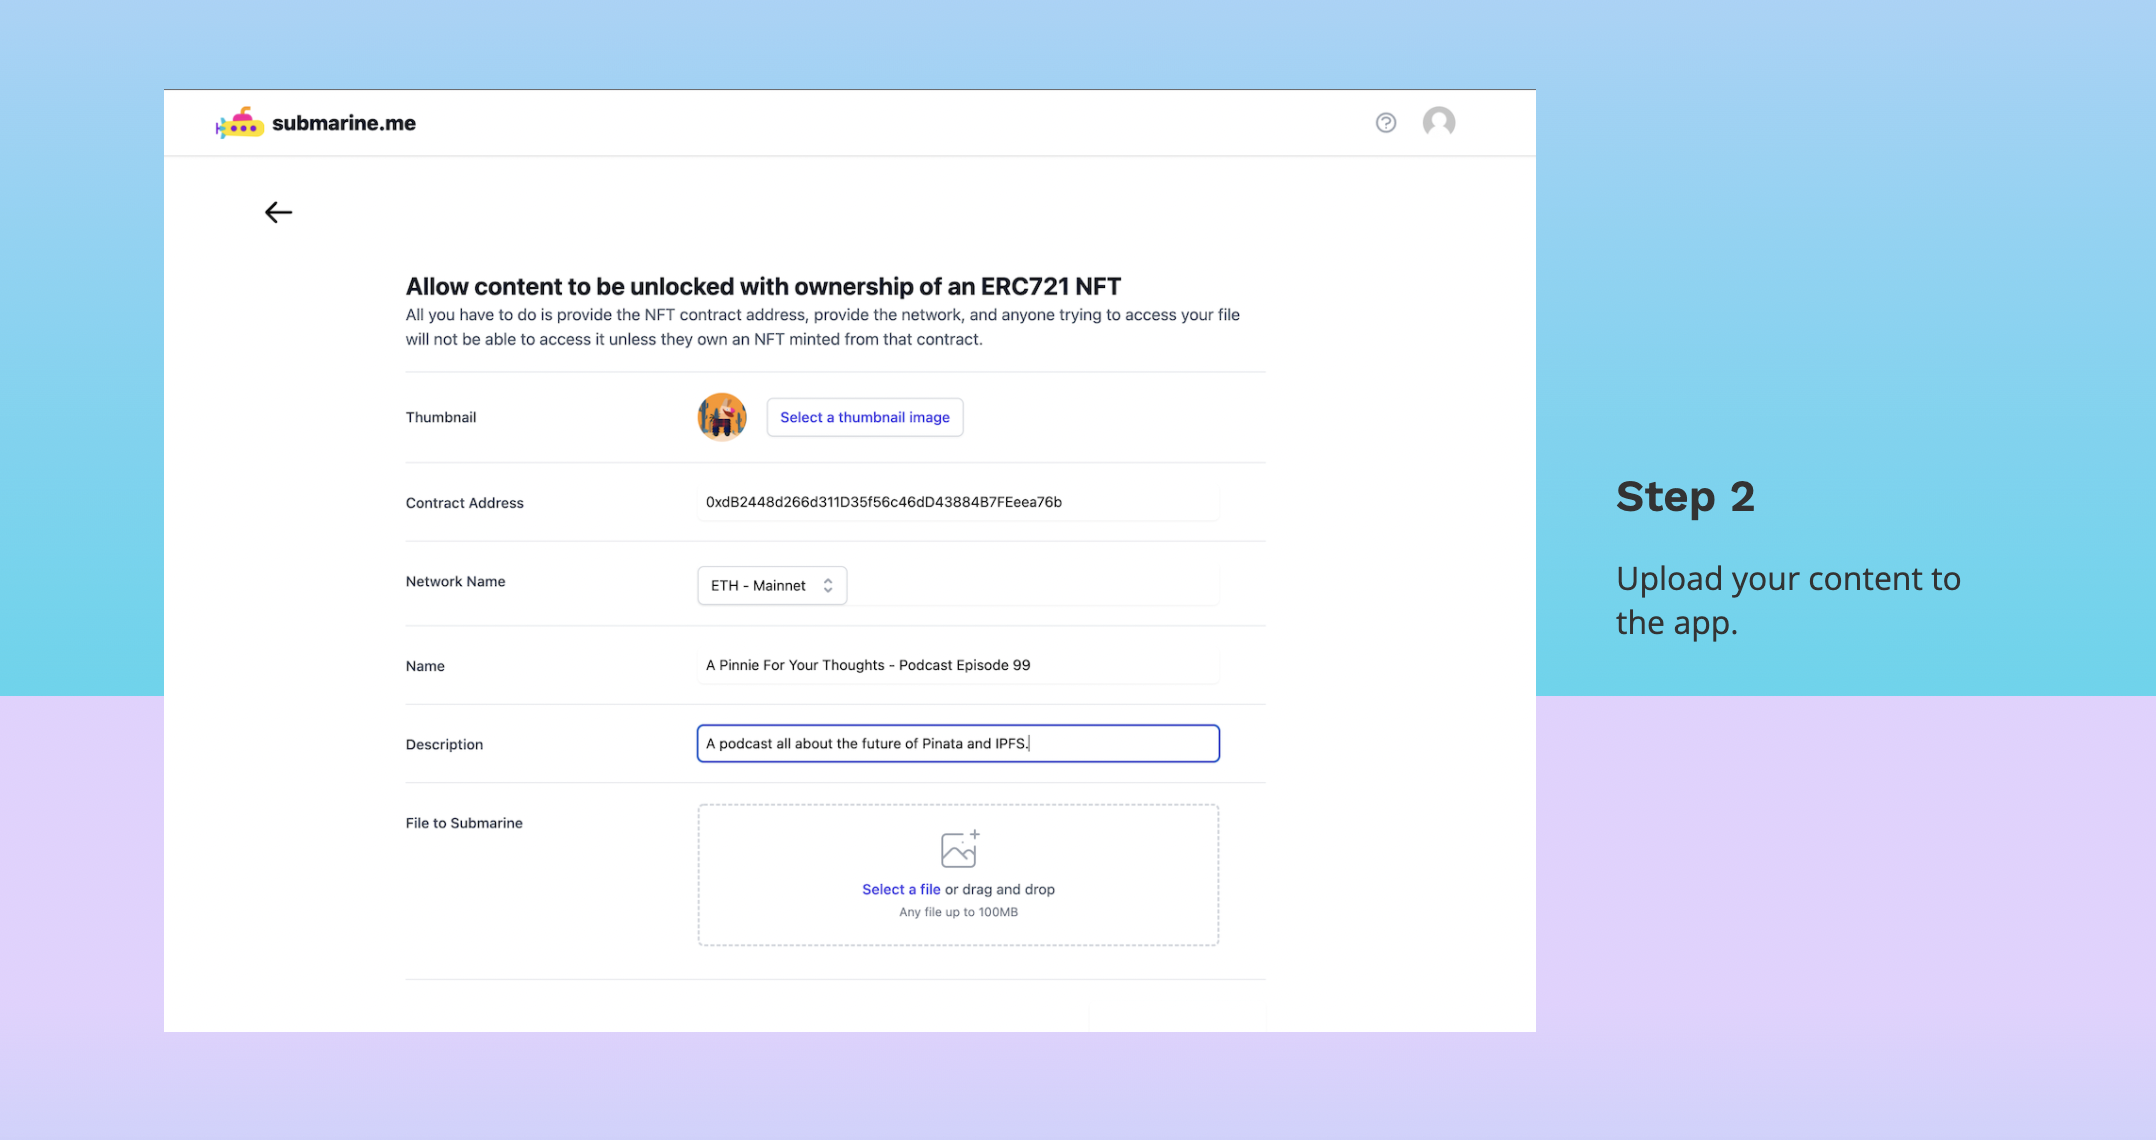 submarine.me
Allow content to be unlocked with ownership of an ERC721 NFT
All you have to do is provide the NFT contract address, provide the network, and anyone trying to access your file
will not be able to access it unless they own an NFT minted from that contract.
Thumbnail
Select a thumbnail image
Contract Address
0xdB2448d266d311D35f56c46dD43884B7FEeea76b
Network Name
ETH - Mainnet
Name
A Pinnie For Your Thoughts - Podcast Episode 99
Description
A podcast all about the future of Pinata and IPFS.
File to Submarine
Select a file or drag and drop
Any file up to 100MB
Step 2
Upload your content to
the app.